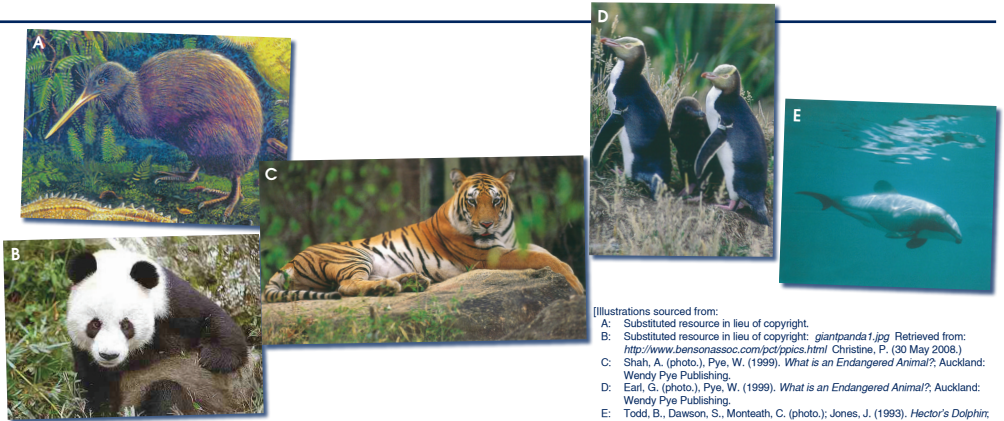 A
B
C
D
E
[Illustrations sourced from:
A: Substituted resource in lieu of copyright.
B: Substituted resource in lieu of copyright: giantpanda1.jpg Retrieved from:
http://www.bensonassoc.com/pct/ppics.html Christine, P. (30 May 2008.)
C: Shah, A. (photo.), Pye, W. (1999). What is an Endangered Animal?; Auckland:
Wendy Pye Publishing.
D: Earl, G. (photo.), Pye, W. (1999). What is an Endangered Animal?; Auckland:
Wendy Pye Publishing.
E: Todd, B., Dawson, S., Monteath, C. (photo.); Jones, J. (1993). Hector's Dolphin;